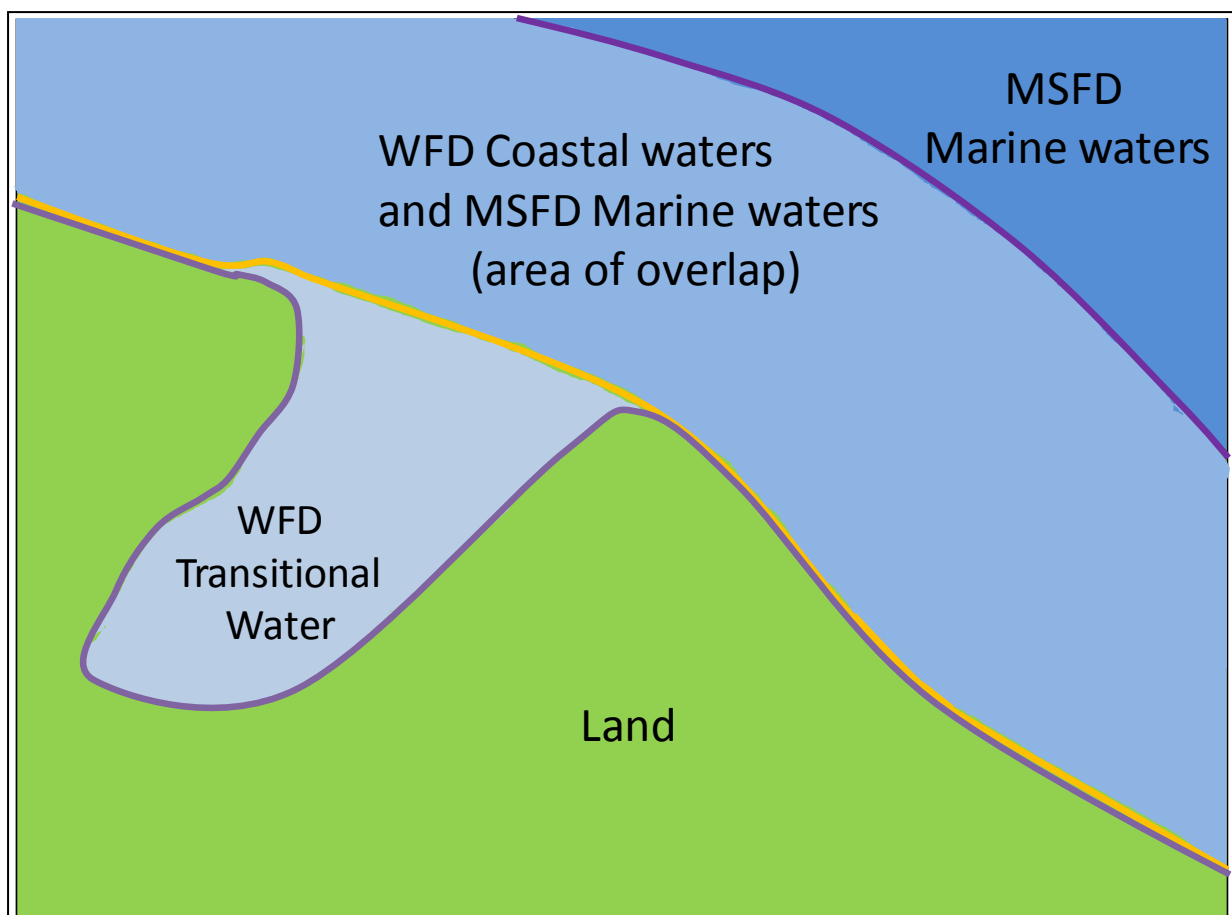 MSFD
Marine waters
WFD Coastal waters
and MSFD Marine waters
(area of overlap)
WFD
Transitional
Water
Land